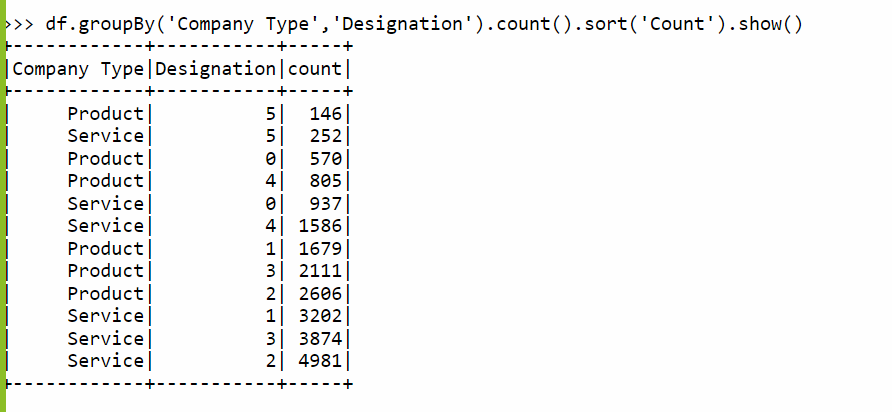 >>> df.groupBy('Company Type','Designation').count().sort('Count').show()
+------------+-----------+-----+
|Company Type|Designation|count|
+------------+-----------+-----+
|     Product|          5|  146|
|     Service|          5|  252|
|     Product|          0|  570|
|     Product|          4|  805|
|     Service|          0|  937|
|     Service|          4| 1586|
|     Product|          1| 1679|
|     Product|          3| 2111|
|     Product|          2| 2606|
|     Service|          1| 3202|
|     Service|          3| 3874|
|     Service|          2| 4981|
+------------+-----------+-----+